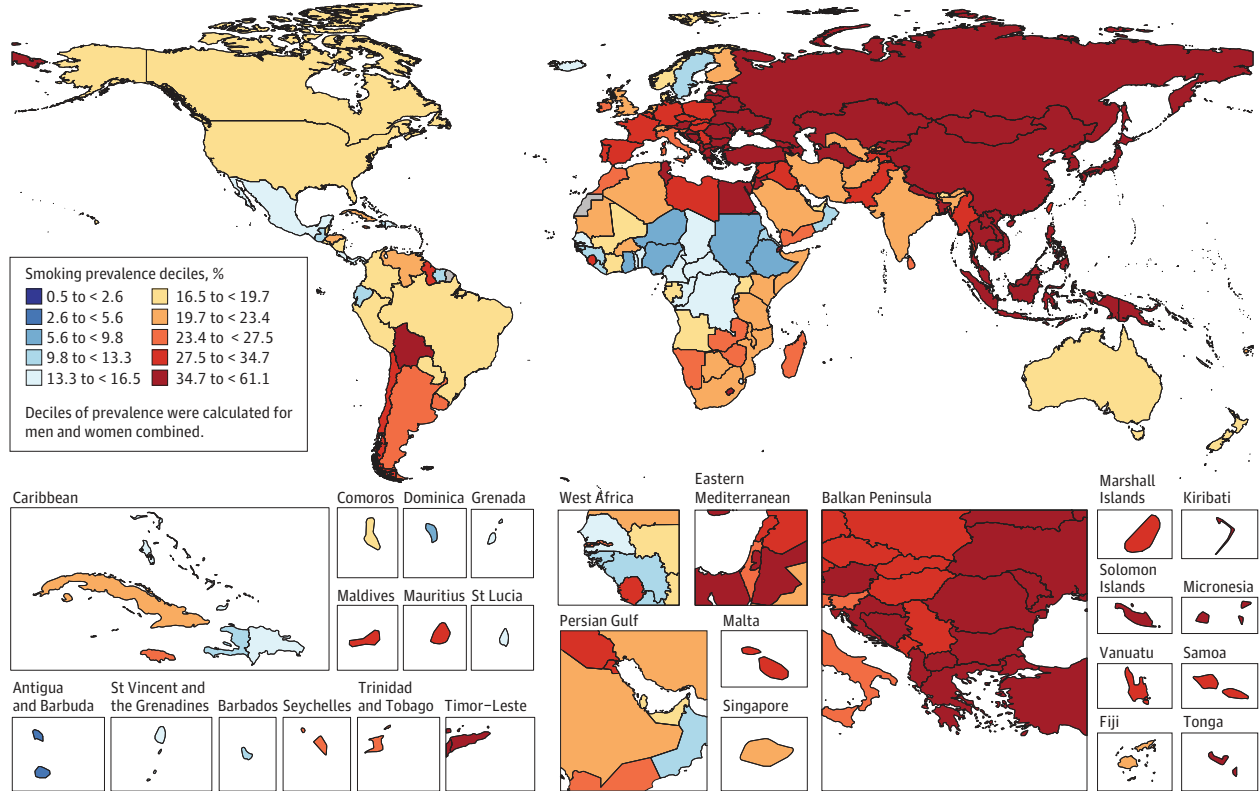 Smoking prevalence deciles, %
0.5 to < 2.6
2.6 to < 5.6
5.6 to < 9.8
9.8 to < 13.3
13.3 to < 16.5
16.5 to < 19.7
19.7 to < 23.4
23.4 to < 27.5
27.5 to < 34.7
34.7 to < 61.1
Deciles of prevalence were calculated for
men and women combined.
Caribbean
Comoros
Dominica
Grenada
Maldives
Mauritius
St Lucia
Antigua
and Barbuda
St Vincent and
the Grenadines
Barbados
Seychelles
Trinidad
and Tobago
Timor–Leste
West Africa
Eastern
Mediterranean
Persian Gulf
Malta
Singapore
Balkan Peninsula
Marshall
Islands
Kiribati
Solomon
Islands
Micronesia
Vanuatu
Samoa
Fiji
Tonga